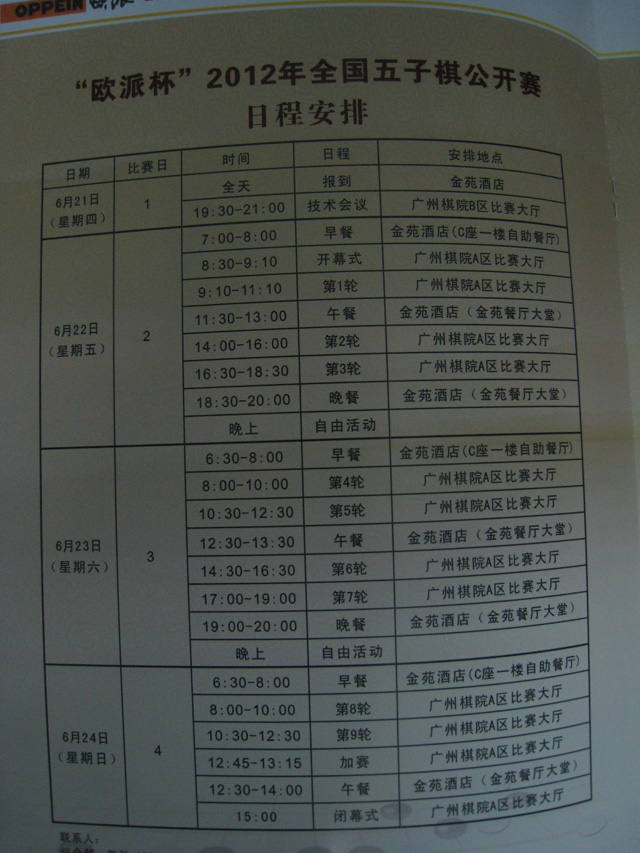 OPPEIN
“欧派杯”2012年全国五子棋公开赛
日程安排
日期 比赛日 时间 日程 安排地点
6月21日（星期四） 1 全天 报到 金苑酒店
19:30-21:00 技术会议 广州棋院B区比赛大厅
6月22日（星期五） 2 7:00-8:00 早餐 金苑酒店(C座一楼自助餐厅)
8:30-9:10 开幕式 广州棋院A区比赛大厅
9:10-11:10 第1轮 广州棋院A区比赛大厅
11:30-13:00 午餐 金苑酒店（金苑餐厅大堂）
14:00-16:00 第2轮 广州棋院A区比赛大厅
16:30-18:30 第3轮 广州棋院A区比赛大厅
18:30-20:00 晚餐 金苑酒店（金苑餐厅大堂）
晚上 自由活动
6月23日（星期六） 3 6:30-8:00 早餐 金苑酒店(C座一楼自助餐厅)
8:00-10:00 第4轮 广州棋院A区比赛大厅
10:30-12:30 第5轮 广州棋院A区比赛大厅
12:30-13:30 午餐 金苑酒店（金苑餐厅大堂）
14:30-16:30 第6轮 广州棋院A区比赛大厅
17:00-19:00 第7轮 广州棋院A区比赛大厅
19:00-20:00 晚餐 金苑酒店（金苑餐厅大堂）
晚上 自由活动
6月24日（星期日） 4 6:30-8:00 早餐 金苑酒店(C座一楼自助餐厅)
8:00-10:00 第8轮 广州棋院A区比赛大厅
10:30-12:30 第9轮 广州棋院A区比赛大厅
12:45-13:15 加赛 广州棋院A区比赛大厅
12:30-14:00 午餐 金苑酒店（金苑餐厅大堂）
15:00 闭幕式 广州棋院A区比赛大厅
联系人：